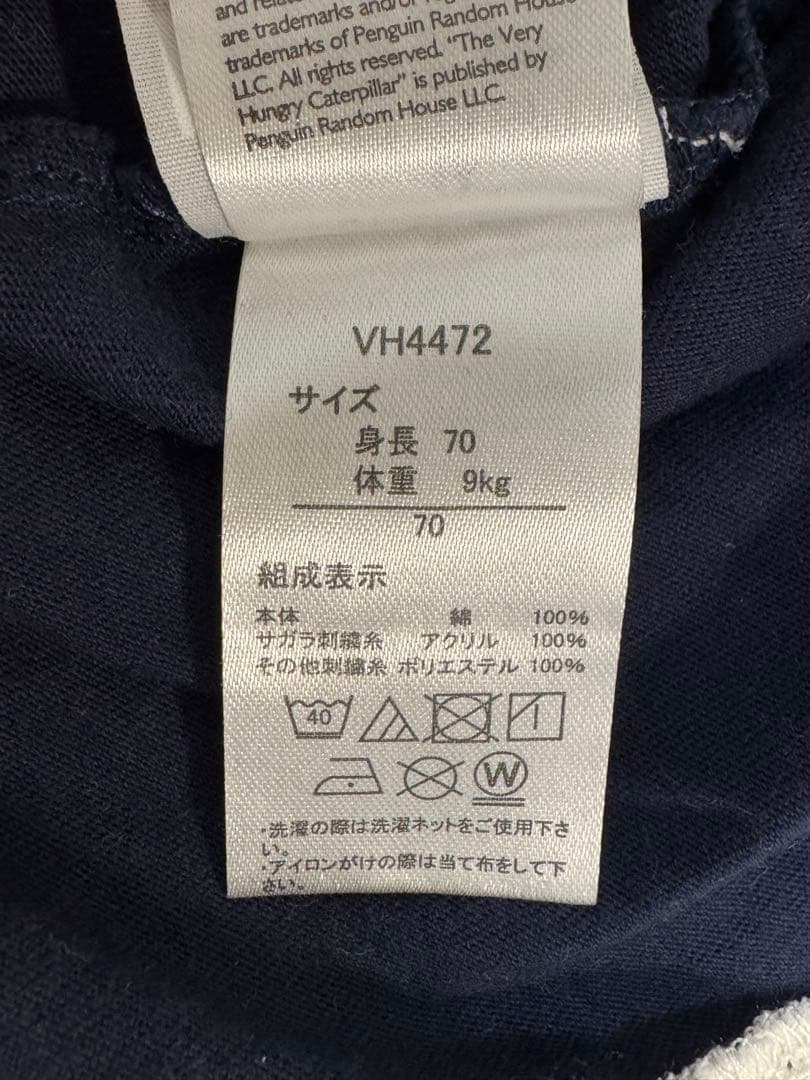 are trademarks and/or
trademarks of Penguin Random House
LLC. All rights reserved. "The Very
Hungry Caterpillar" is published by
Penguin Random House LLC.
VH4472
サイズ
身長 70
体重 9kg
70
組成表示
本体 綿 100%
サガラ刺繍糸 アクリル 100%
その他刺繍糸 ポリエステル 100%
40
W
・洗濯の際は洗濯ネットをご使用下さ
い。
・アイロンがけの際は当て布をして下
さい。